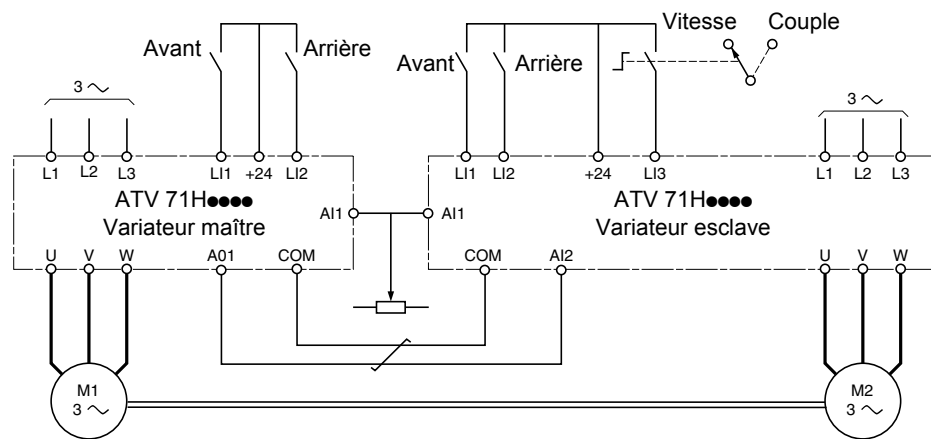 Vitesse Couple
Avant Arrière Avant Arrière
3 ~ 3 ~
L1 L2 L3 LI1 +24 LI2 LI1 LI2 +24 LI3 L1 L2 L3
ATV 71H●●●● ATV 71H●●●●
Variateur maître AI1 AI1 Variateur esclave
U V W A01 COM COM AI2 U V W
M1 M2
3 ~ 3 ~